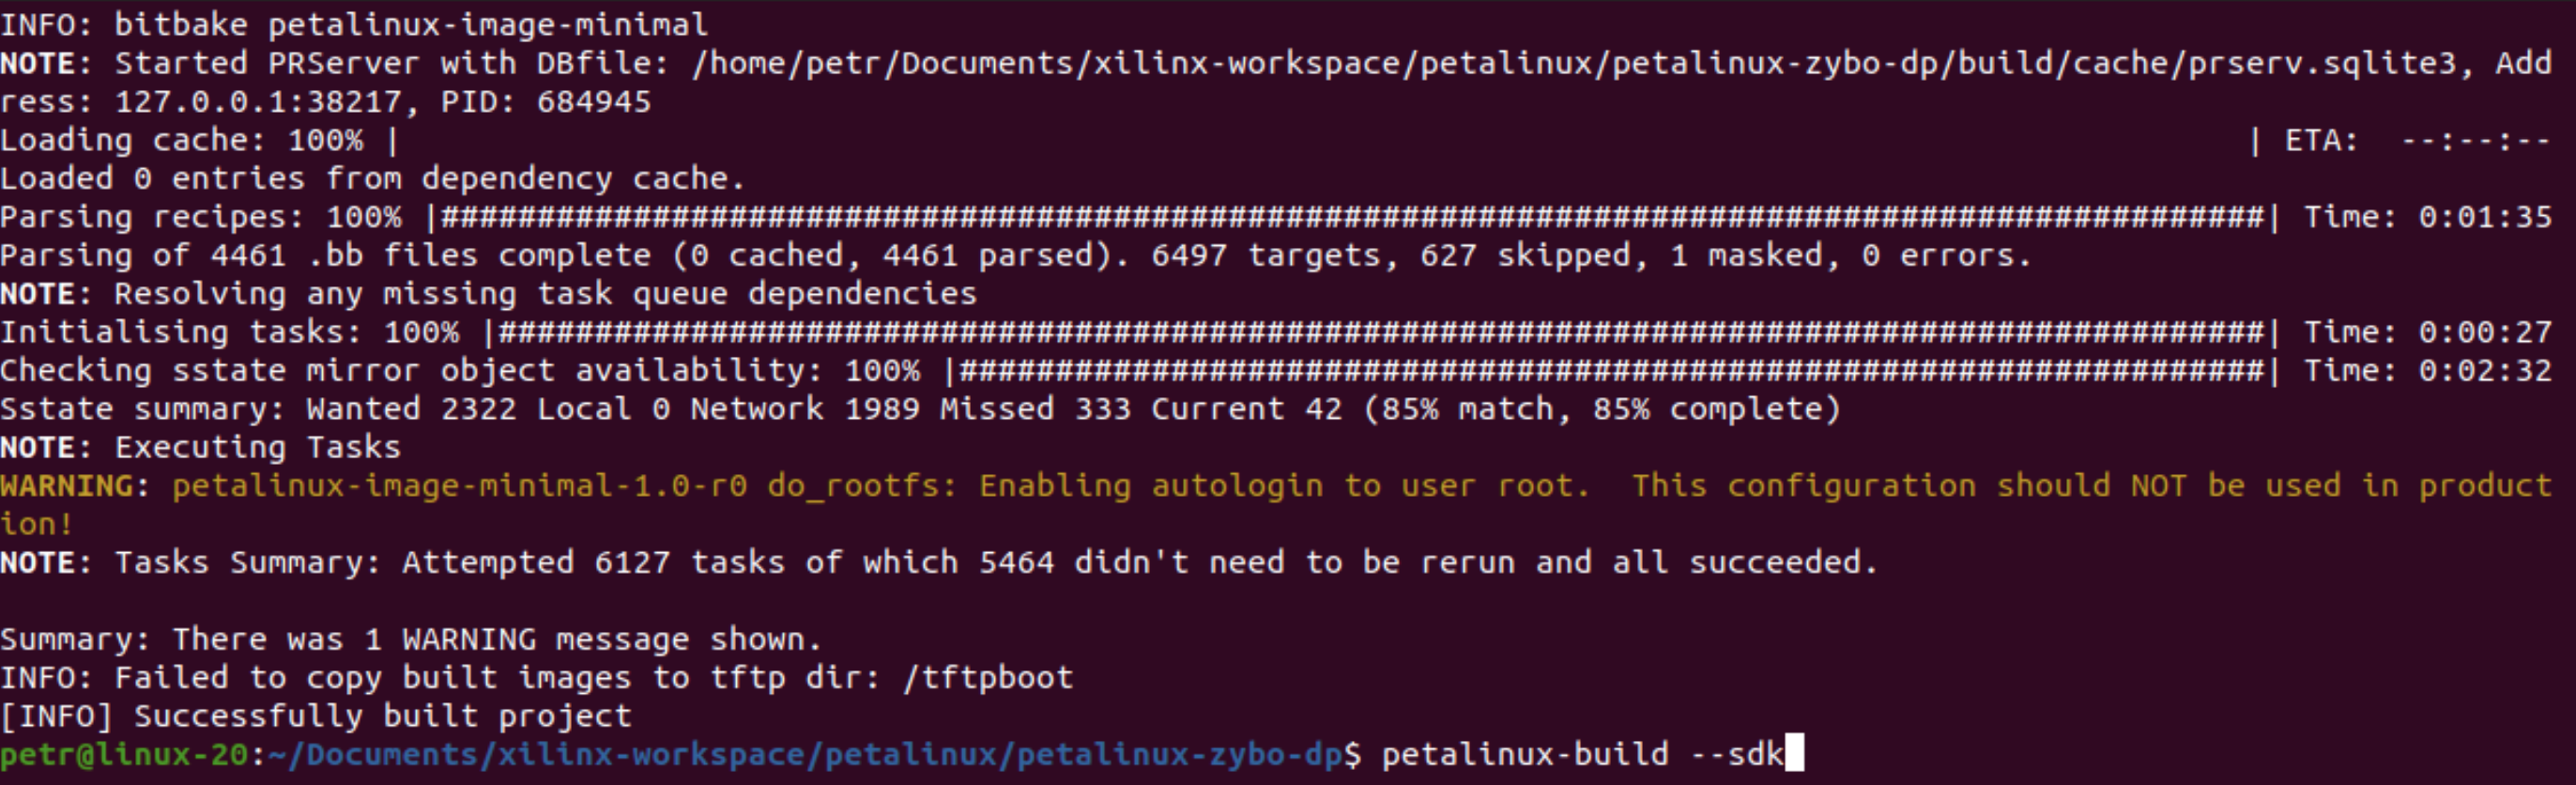 INFO: bitbake petalinux-image-minimal
NOTE: Started PRServer with DBfile: /home/petr/Documents/xilinx-workspace/petalinux/petalinux-zybo-dp/build/cache/prserv.sqlite3, Add
ress: 127.0.0.1:38217, PID: 684945
Loading cache: 100% |                                                                                                 | ETA:  --:--:--
Loaded 0 entries from dependency cache.
Parsing recipes: 100% |###############################################################################################| Time: 0:01:35
Parsing of 4461 .bb files complete (0 cached, 4461 parsed). 6497 targets, 627 skipped, 1 masked, 0 errors.
NOTE: Resolving any missing task queue dependencies
Initialising tasks: 100% |############################################################################################| Time: 0:00:27
Checking sstate mirror object availability: 100% |####################################################################| Time: 0:02:32
Sstate summary: Wanted 2322 Local 0 Network 1989 Missed 333 Current 42 (85% match, 85% complete)
NOTE: Executing Tasks
WARNING: petalinux-image-minimal-1.0-r0 do_rootfs: Enabling autologin to user root.  This configuration should NOT be used in product
ion!
NOTE: Tasks Summary: Attempted 6127 tasks of which 5464 didn't need to be rerun and all succeeded.
Summary: There was 1 WARNING message shown.
INFO: Failed to copy built images to tftp dir: /tftpboot
[INFO] Successfully built project
petr@linux-20:~/Documents/xilinx-workspace/petalinux/petalinux-zybo-dp$ petalinux-build --sdk